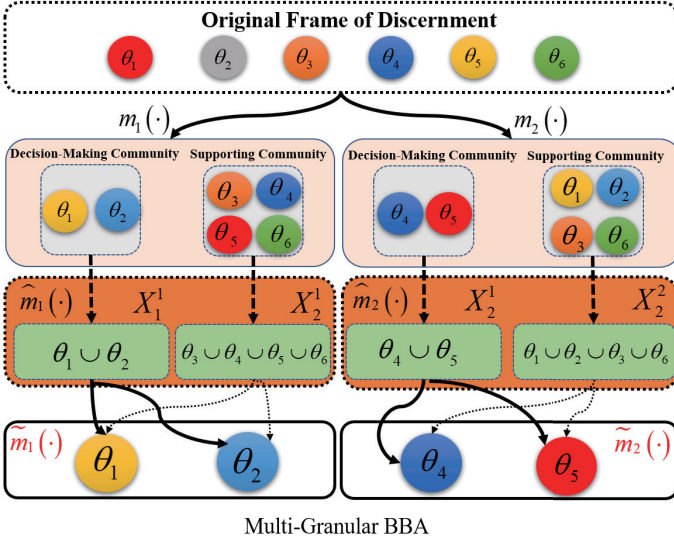 Original Frame of Discernment
θ₁ θ₂ θ₃ θ₄ θ₅ θ₆
m₁(·) m₂(·)
Decision-Making Community Supporting Community Decision-Making Community Supporting Community
θ₁ θ₂ θ₃ θ₄ θ₄ θ₅ θ₁ θ₂
θ₅ θ₆ θ₃ θ₆
m̂₁(·) X₁¹ X₂¹ m̂₂(·) X₂¹ X₂²
θ₁ ∪ θ₂ θ₃ ∪ θ₄ ∪ θ₅ ∪ θ₆ θ₄ ∪ θ₅ θ₁ ∪ θ₂ ∪ θ₃ ∪ θ₆
m̃₁(·) θ₁ θ₂ θ₄ θ₅ m̃₂(·)
Multi-Granular BBA